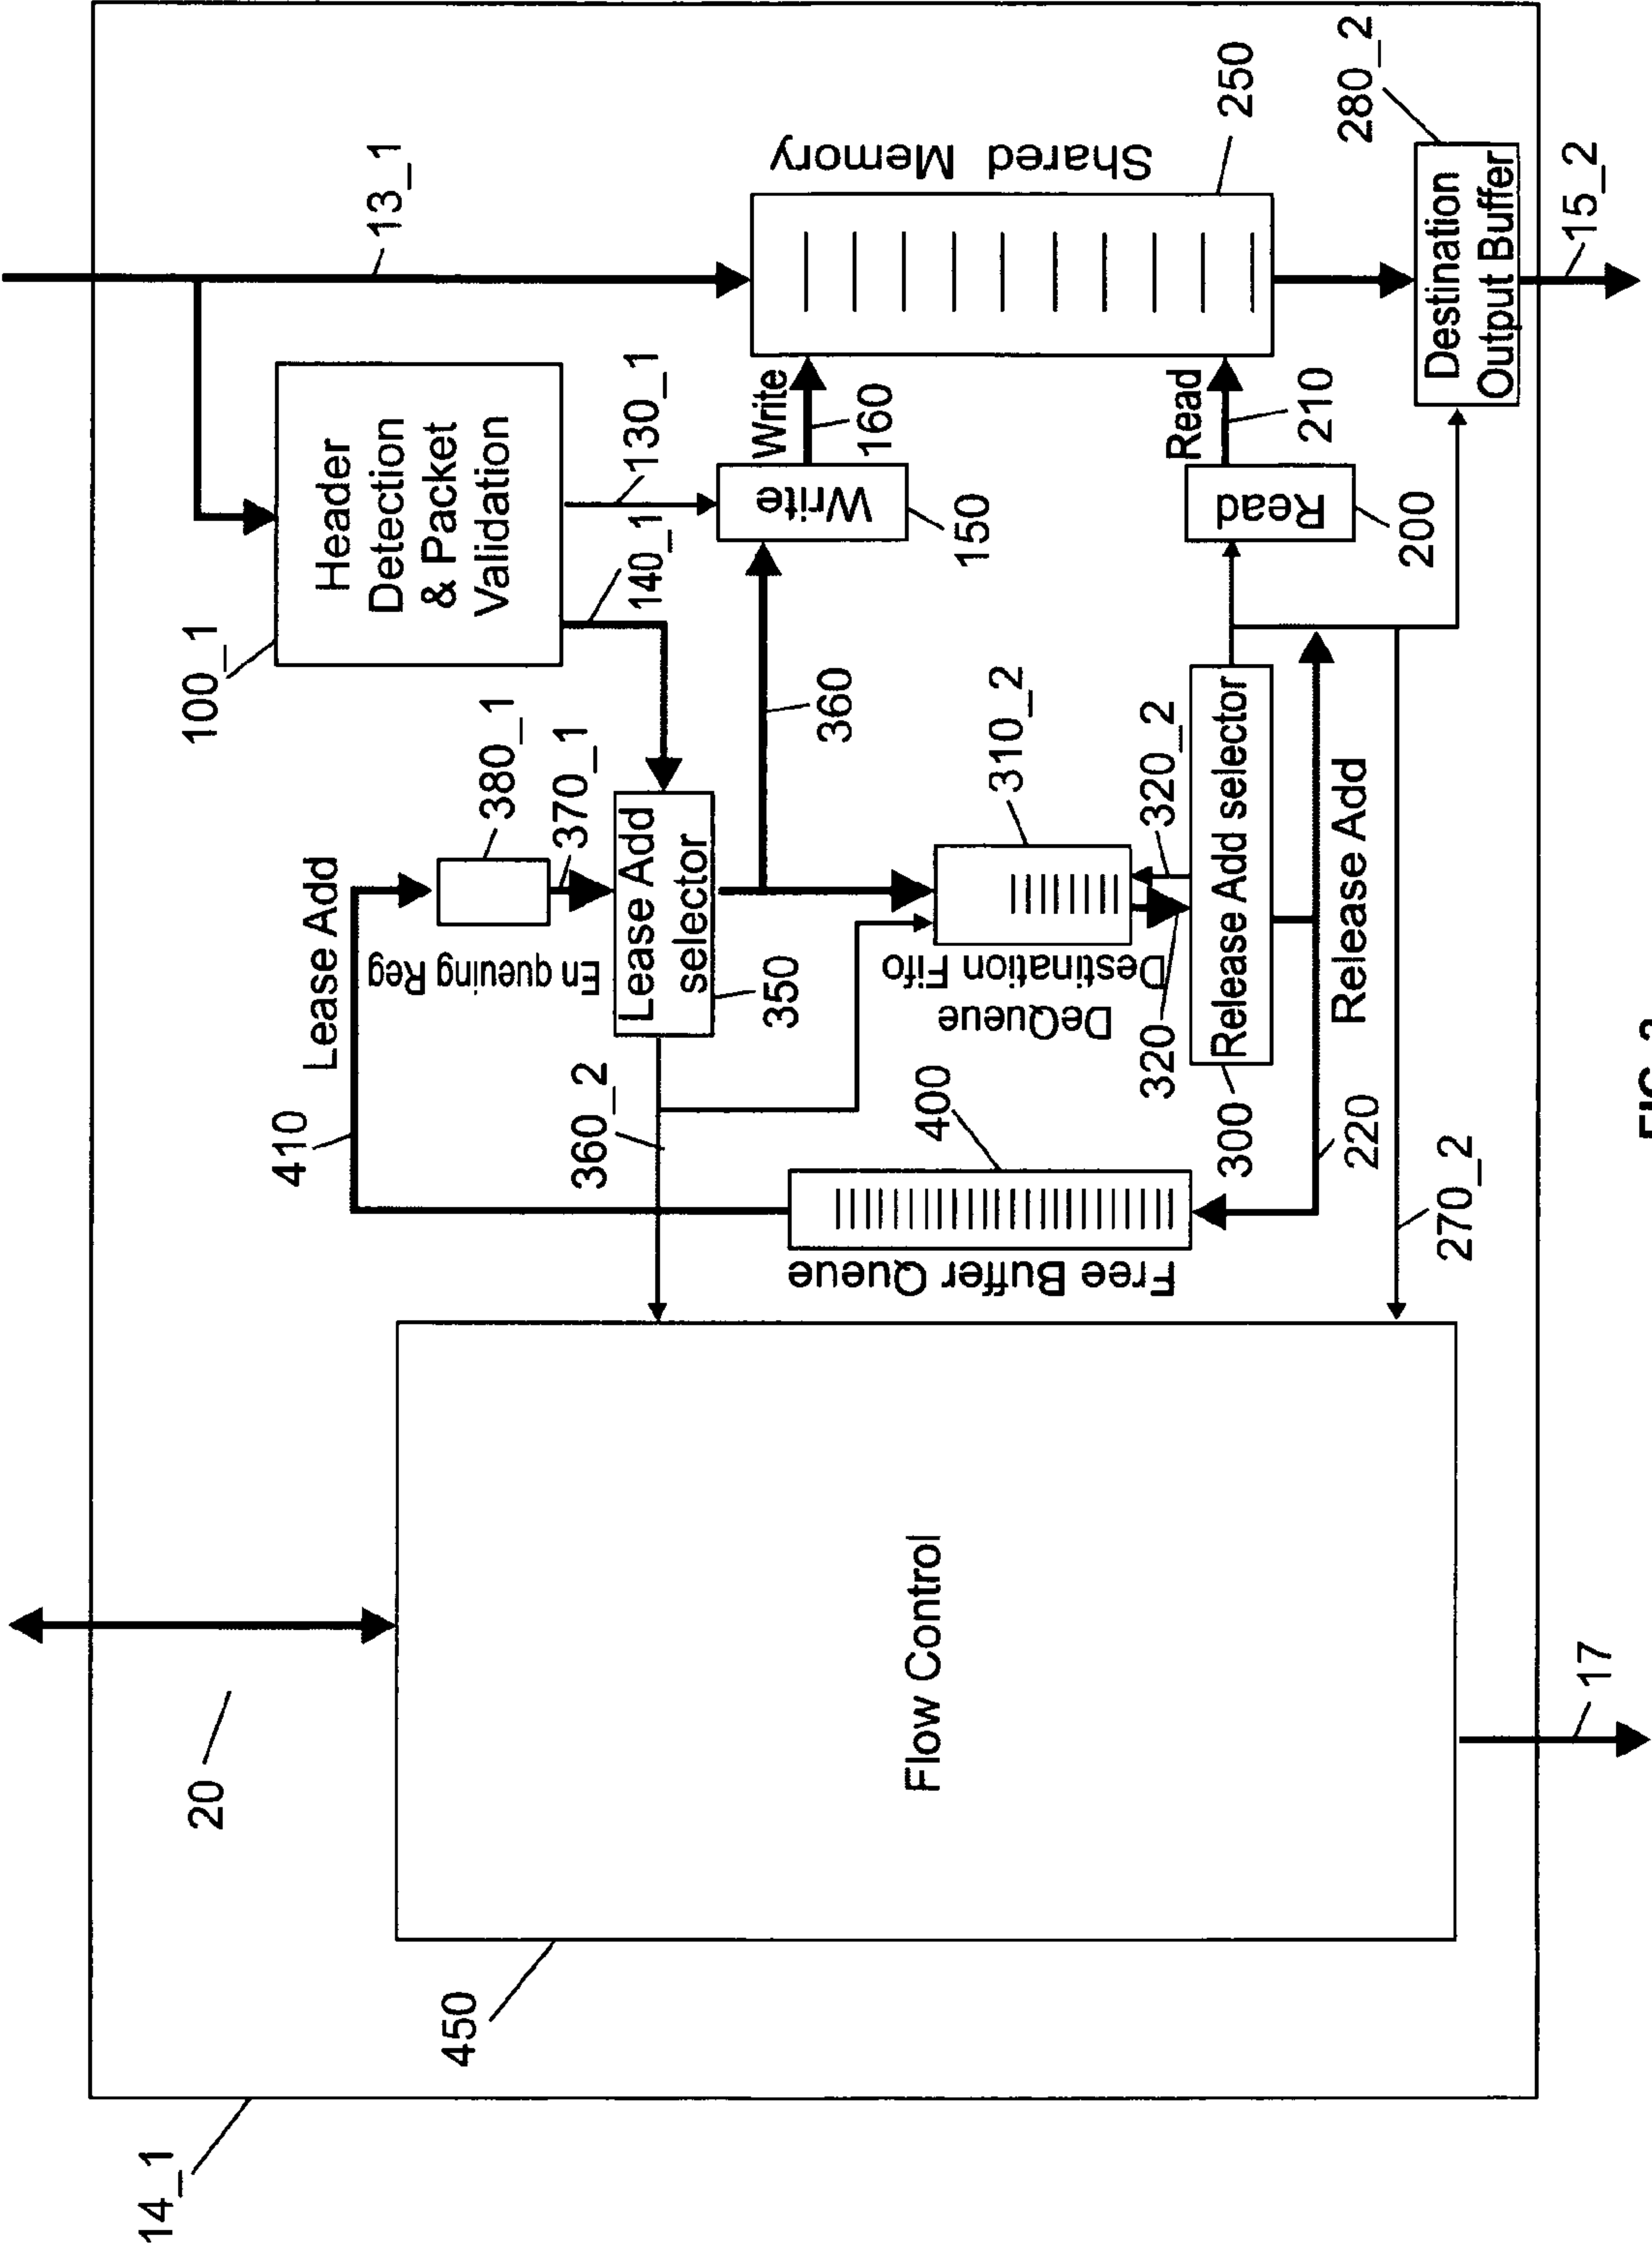 14_1
20
450
Flow Control
17
13_1
100_1
Header
Detection
& Packet
Validation
130_1
140_1
410
Lease Add
380_1
370_1
En queuing Reg
Lease Add
selector
350
360_2
360
Write
160
Write
150
Shared Memory
250
400
Free Buffer Queue
310_2
Destination Fifo
DeQueue
320
320_2
Release Add selector
300
Release Add
220
270_2
Read
210
Read
200
280_2
Destination
Output Buffer
15_2